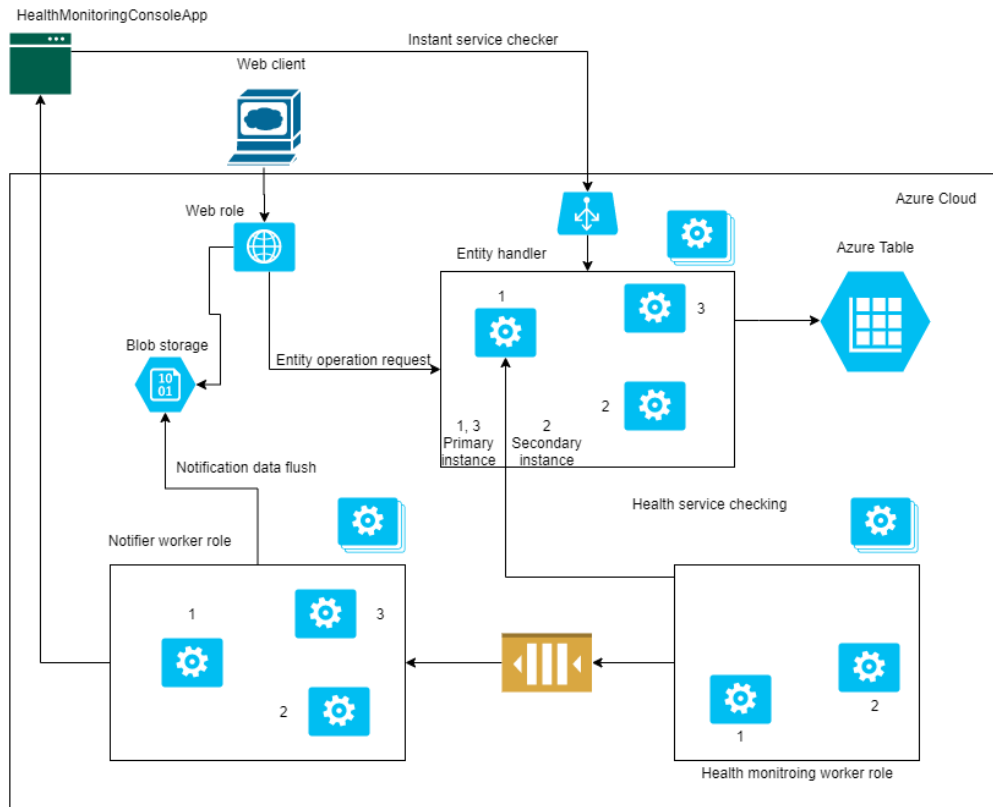 HealthMonitoringConsoleApp
Instant service checker
Web client
Azure Cloud
Web role
Entity handler
Azure Table
1
3
Blob storage
Entity operation request
2
10
01
1, 3
Primary
instance
2
Secondary
instance
Notification data flush
Health service checking
Notifier worker role
1
3
2
1
2
Health monitroing worker role